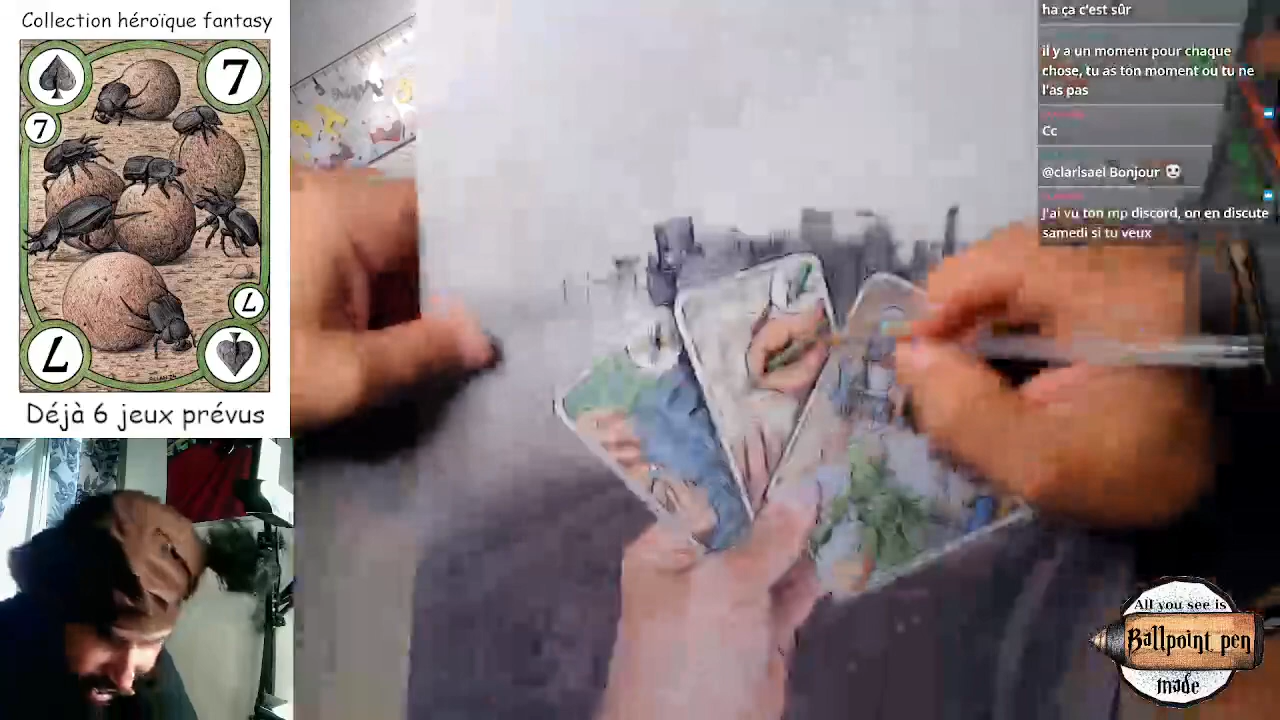 Collection héroïque fantasy
7
7
7
7
Déjà 6 jeux prévus
ha ça c'est sûr
il y a un moment pour chaque
chose, tu as ton moment ou tu ne
l'as pas
Cc
@clarisael Bonjour
J'ai vu ton mp discord, on en discute
samedi si tu veux
All you see is
Ballpoint pen
made